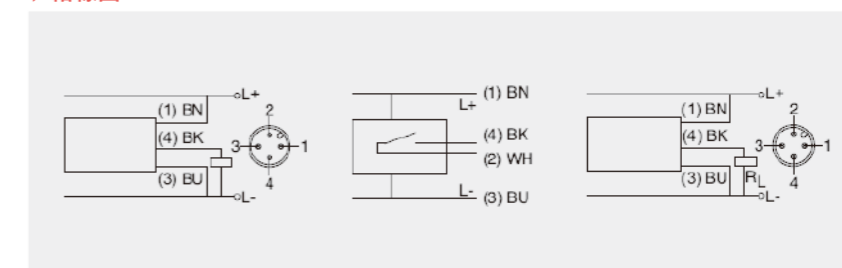 L+
(1) BN
2
(4) BK
3
1
(3) BU
4
L-
(1) BN
L+
(4) BK
(2) WH
L-
(3) BU
L+
(1) BN
2
(4) BK
3
1
(3) BU
RL
4
L-